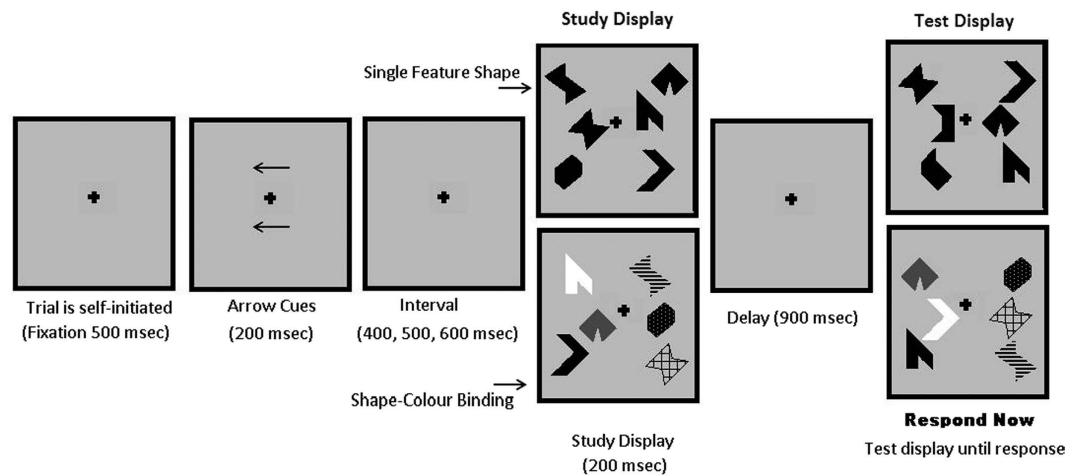 Study Display
Test Display
Single Feature Shape
Trial is self-initiated
(Fixation 500 msec)
Arrow Cues
(200 msec)
Interval
(400, 500, 600 msec)
Delay (900 msec)
Shape-Colour Binding
Study Display
(200 msec)
Respond Now
Test display until response